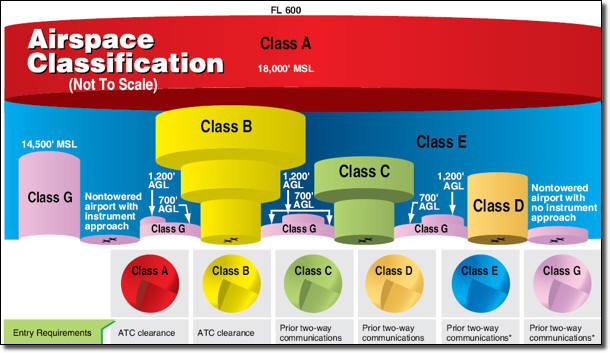 FL 600
Airspace
Classification
(Not To Scale)
Class A
18,000' MSL
Class B
Class E
14,500' MSL
Class G
Nontowered
airport with
instrument
approach
1,200'
AGL
700'
AGL
Class G
1,200'
AGL
700'
AGL
Class G
Class C
1,200'
AGL
700'
AGL
Class G
Class D
Nontowered
airport with
no instrument
approach
Class A
Class B
Class C
Class D
Class E
Class G
Entry Requirements
ATC clearance
ATC clearance
Prior two-way
communications
Prior two-way
communications
Prior two-way
communications*
Prior two-way
communications*